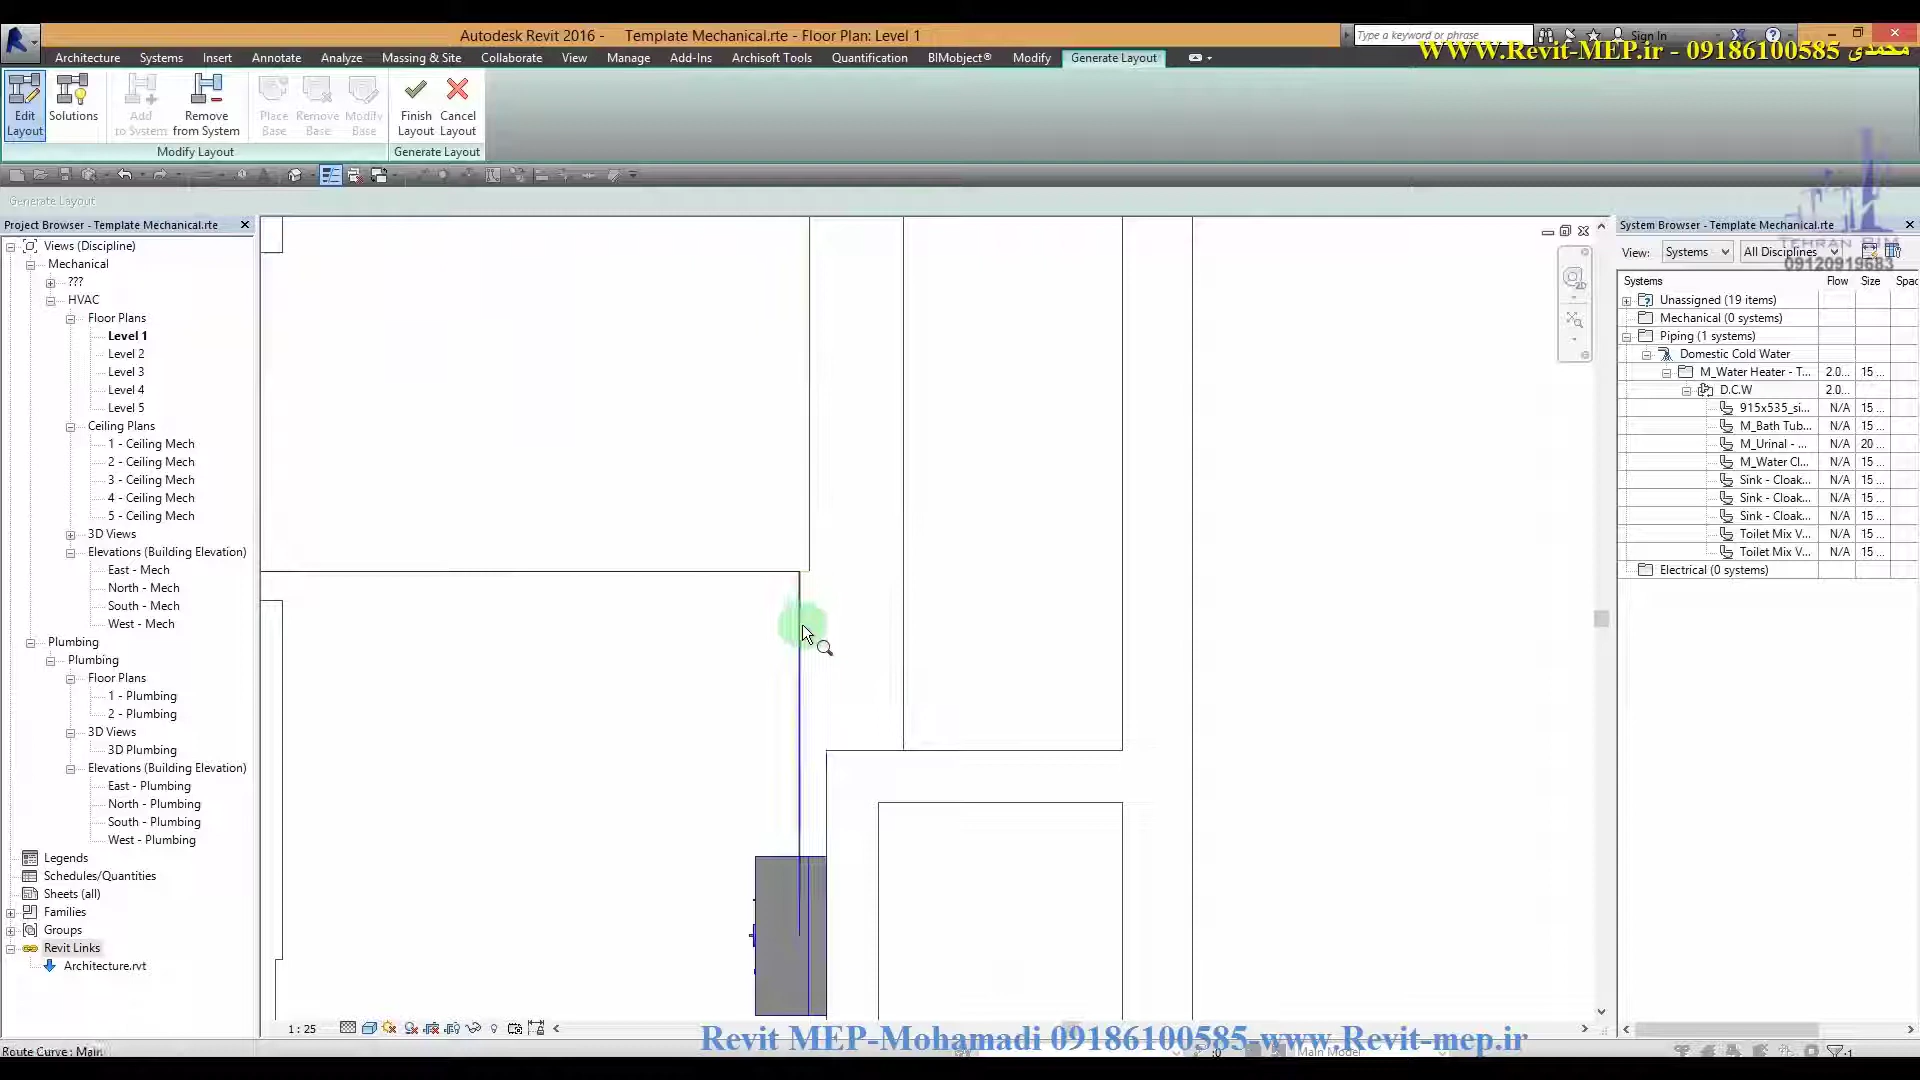 Autodesk Revit 2016 - Template Mechanical.rte - Floor Plan: Level 1
Type a keyword or phrase
Sign In
WWW.Revit-MEP.ir - 09186100585 محمدی
Architecture Systems Insert Annotate Analyze Massing & Site Collaborate View Manage Add-Ins Archisoft Tools Quantification BIMobject® Modify Generate Layout
Edit Layout
Solutions
Add to System
Remove from System
Place Base
Remove Base
Modify Base
Finish Layout
Cancel Layout
Modify Layout
Generate Layout
Generate Layout
TEHRAN BIM
09120919683
Project Browser - Template Mechanical.rte
Views (Discipline)
Mechanical
???
HVAC
Floor Plans
Level 1
Level 2
Level 3
Level 4
Level 5
Ceiling Plans
1 - Ceiling Mech
2 - Ceiling Mech
3 - Ceiling Mech
4 - Ceiling Mech
5 - Ceiling Mech
3D Views
Elevations (Building Elevation)
East - Mech
North - Mech
South - Mech
West - Mech
Plumbing
Plumbing
Floor Plans
1 - Plumbing
2 - Plumbing
3D Views
3D Plumbing
Elevations (Building Elevation)
East - Plumbing
North - Plumbing
South - Plumbing
West - Plumbing
Legends
Schedules/Quantities
Sheets (all)
Families
Groups
Revit Links
Architecture.rvt
2D
System Browser - Template Mechanical.rte
View: Systems All Disciplines
Systems Flow Size Spac
Unassigned (19 items)
Mechanical (0 systems)
Piping (1 systems)
Domestic Cold Water
M_Water Heater - T... 2.0... 15 ...
D.C.W 2.0...
915x535_si... N/A 15 ...
M_Bath Tub... N/A 15 ...
M_Urinal - ... N/A 20 ...
M_Water Cl... N/A 15 ...
Sink - Cloak... N/A 15 ...
Sink - Cloak... N/A 15 ...
Sink - Cloak... N/A 15 ...
Toilet Mix V... N/A 15 ...
Toilet Mix V... N/A 15 ...
Electrical (0 systems)
1 : 25
Revit MEP-Mohamadi 09186100585-www.Revit-mep.ir
Route Curve : Main
:0
Main Model
:1